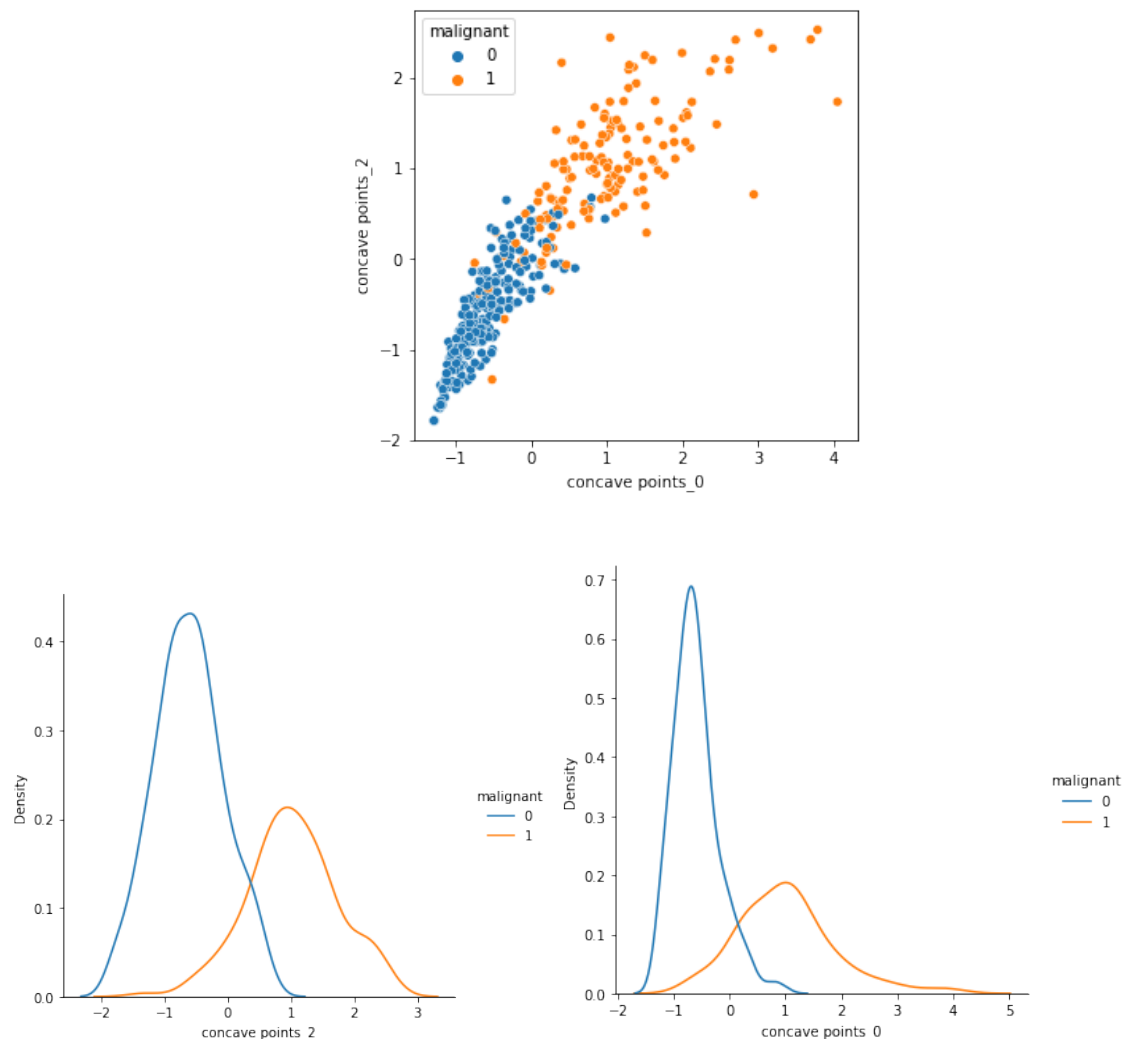 malignant
0
1
2
1
0
−1
−2
concave points_2
−1 0 1 2 3 4
concave points_0
0.4
0.3
0.2
0.1
0.0
Density
−2 −1 0 1 2 3
concave points_2
malignant
0
1
0.7
0.6
0.5
0.4
0.3
0.2
0.1
0.0
Density
−2 −1 0 1 2 3 4 5
concave points_0
malignant
0
1